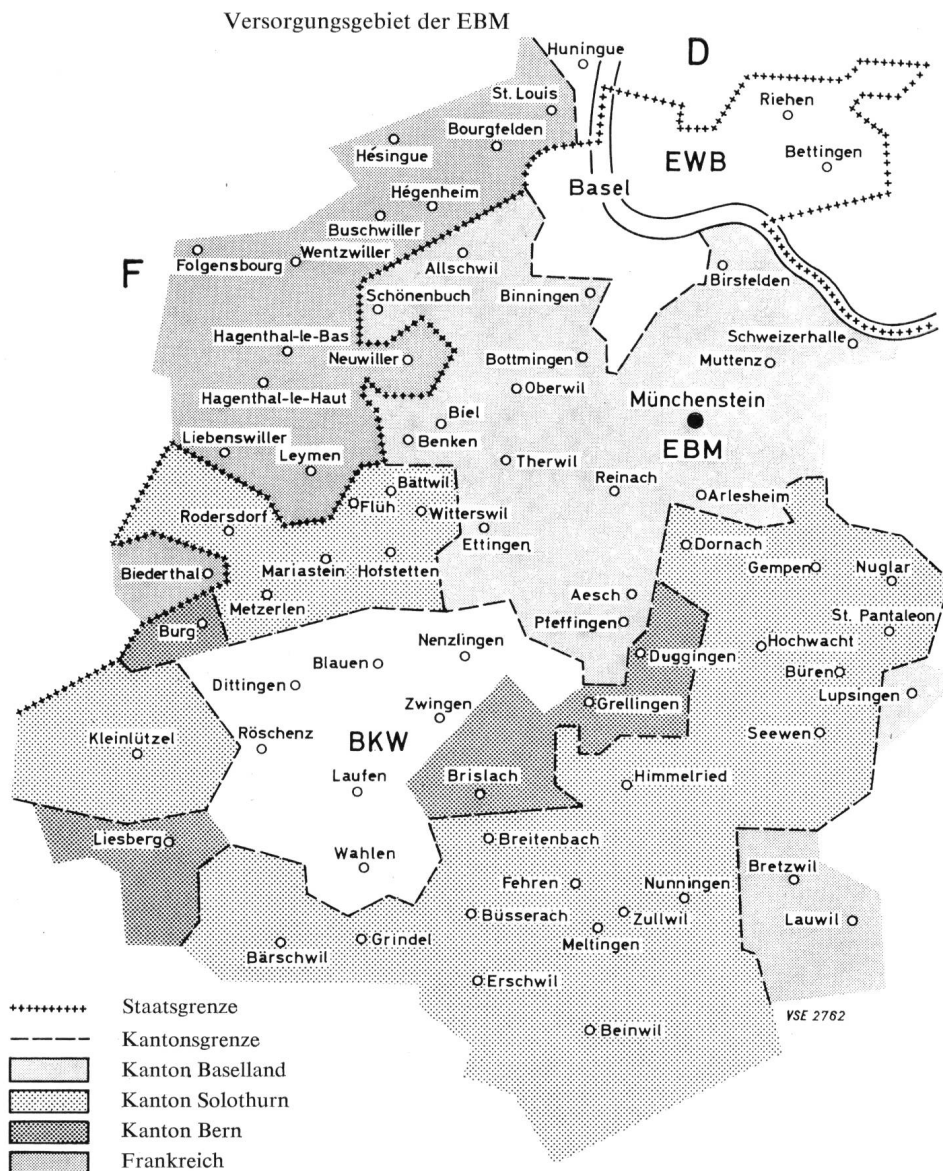 Versorgungsgebiet der EBM
Huningue
D
St. Louis
Riehen
Bourgfelden
Hésingue
EWB
Bettingen
Basel
Hégenheim
Buschwiller
Wentzwiller
Folgensbourg
Allschwil
F
Birsfelden
Schönenbuch
Binningen
Hagenthal-le-Bas
Schweizerhalle
Neuwiller
Bottmingen
Muttenz
Oberwil
Hagenthal-le-Haut
Münchenstein
Biel
Benken
EBM
Liebenswiller
Leymen
Therwil
Bättwil
Reinach
Arlesheim
Flüh
Witterswil
Rodersdorf
Ettingen
Dornach
Biederthal
Mariastein
Hofstetten
Gempen
Nuglar
Metzerlen
Aesch
Burg
Pfeffingen
St. Pantaleon
Nenzlingen
Hochwacht
Blauen
Duggingen
Dittingen
Büren
Lupsingen
Zwingen
Grellingen
Kleinlützel
Röschenz
BKW
Seewen
Laufen
Brislach
Himmelried
Liesberg
Breitenbach
Wahlen
Bretzwil
Fehren
Nunningen
Büsserach
Zullwil
Lauwil
Meltingen
Bärschwil
Grindel
Erschwil
VSE 2762
Beinwil
Staatsgrenze
Kantonsgrenze
Kanton Baselland
Kanton Solothurn
Kanton Bern
Frankreich